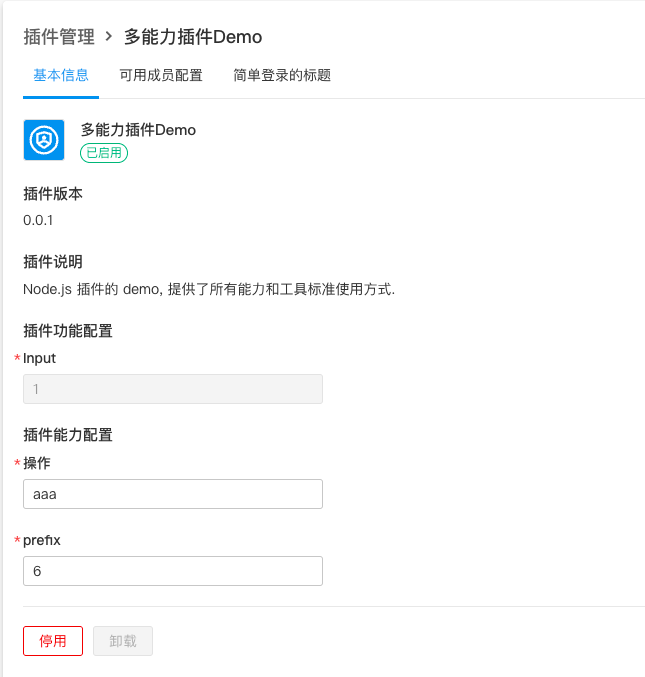 插件管理 > 多能力插件Demo
基本信息 可用成员配置 简单登录的标题
多能力插件Demo
已启用
插件版本
0.0.1
插件说明
Node.js 插件的 demo, 提供了所有能力和工具标准使用方式.
插件功能配置
* Input
1
插件能力配置
* 操作
aaa
* prefix
6
停用 卸载